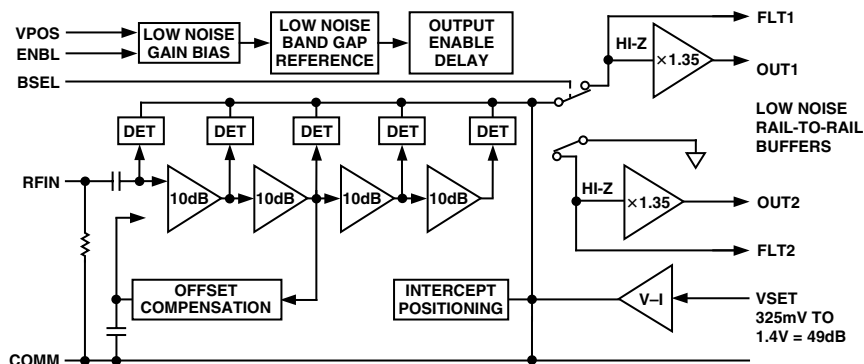 VPOS
ENBL
BSEL
LOW NOISE
GAIN BIAS
LOW NOISE
BAND GAP
REFERENCE
OUTPUT
ENABLE
DELAY
FLT1
HI-Z
×1.35
OUT1
LOW NOISE
RAIL-TO-RAIL
BUFFERS
DET
DET
DET
DET
DET
RFIN
10dB
10dB
10dB
10dB
HI-Z
×1.35
OUT2
FLT2
OFFSET
COMPENSATION
INTERCEPT
POSITIONING
V–I
VSET
325mV TO
1.4V = 49dB
COMM